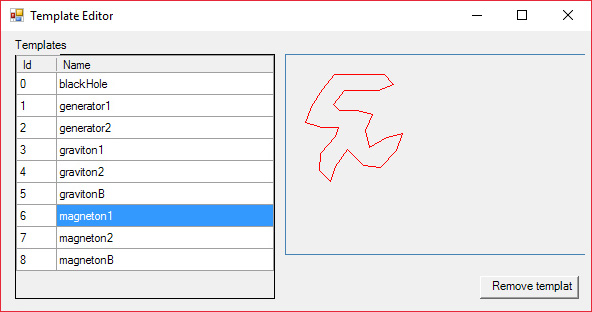 Template Editor
Templates
Id Name
0 blackHole
1 generator1
2 generator2
3 graviton1
4 graviton2
5 gravitonB
6 magneton1
7 magneton2
8 magnetonB
Remove templat